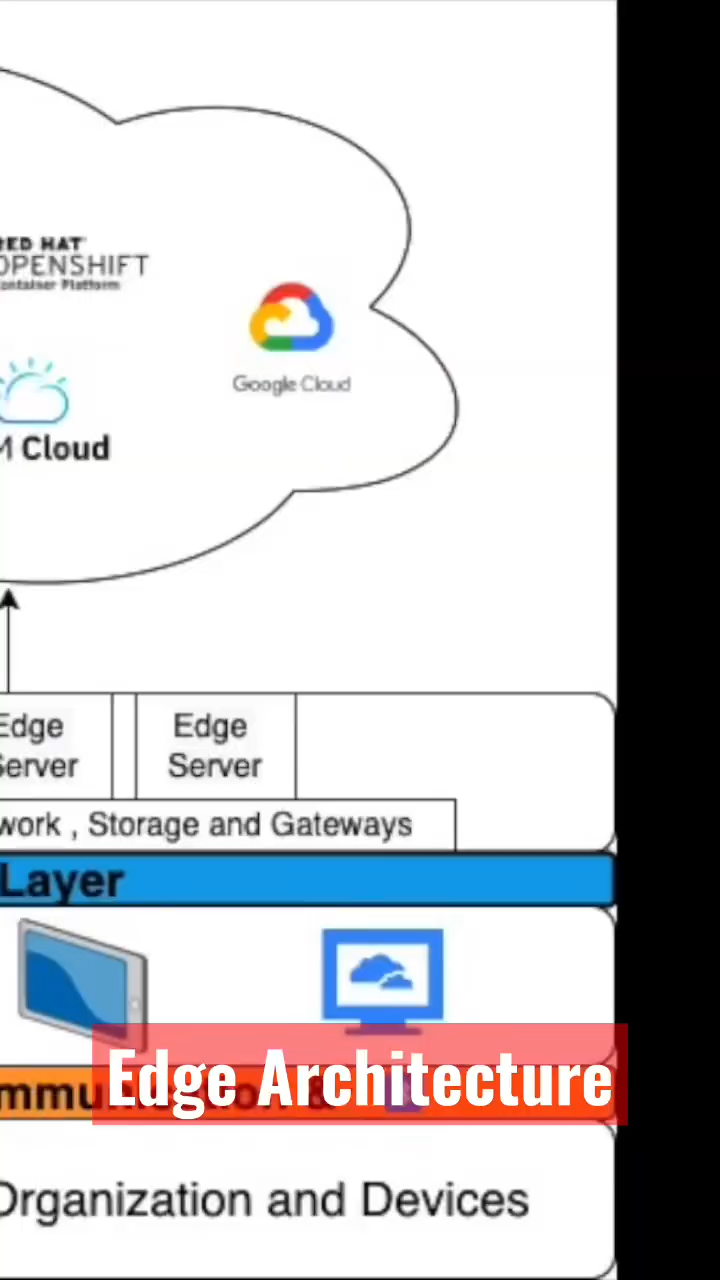 RED HAT
OPENSHIFT
ontainer Platform
Google Cloud
M Cloud
Edge
Server
Edge
Server
work , Storage and Gateways
Layer
Edge Architecture
Organization and Devices